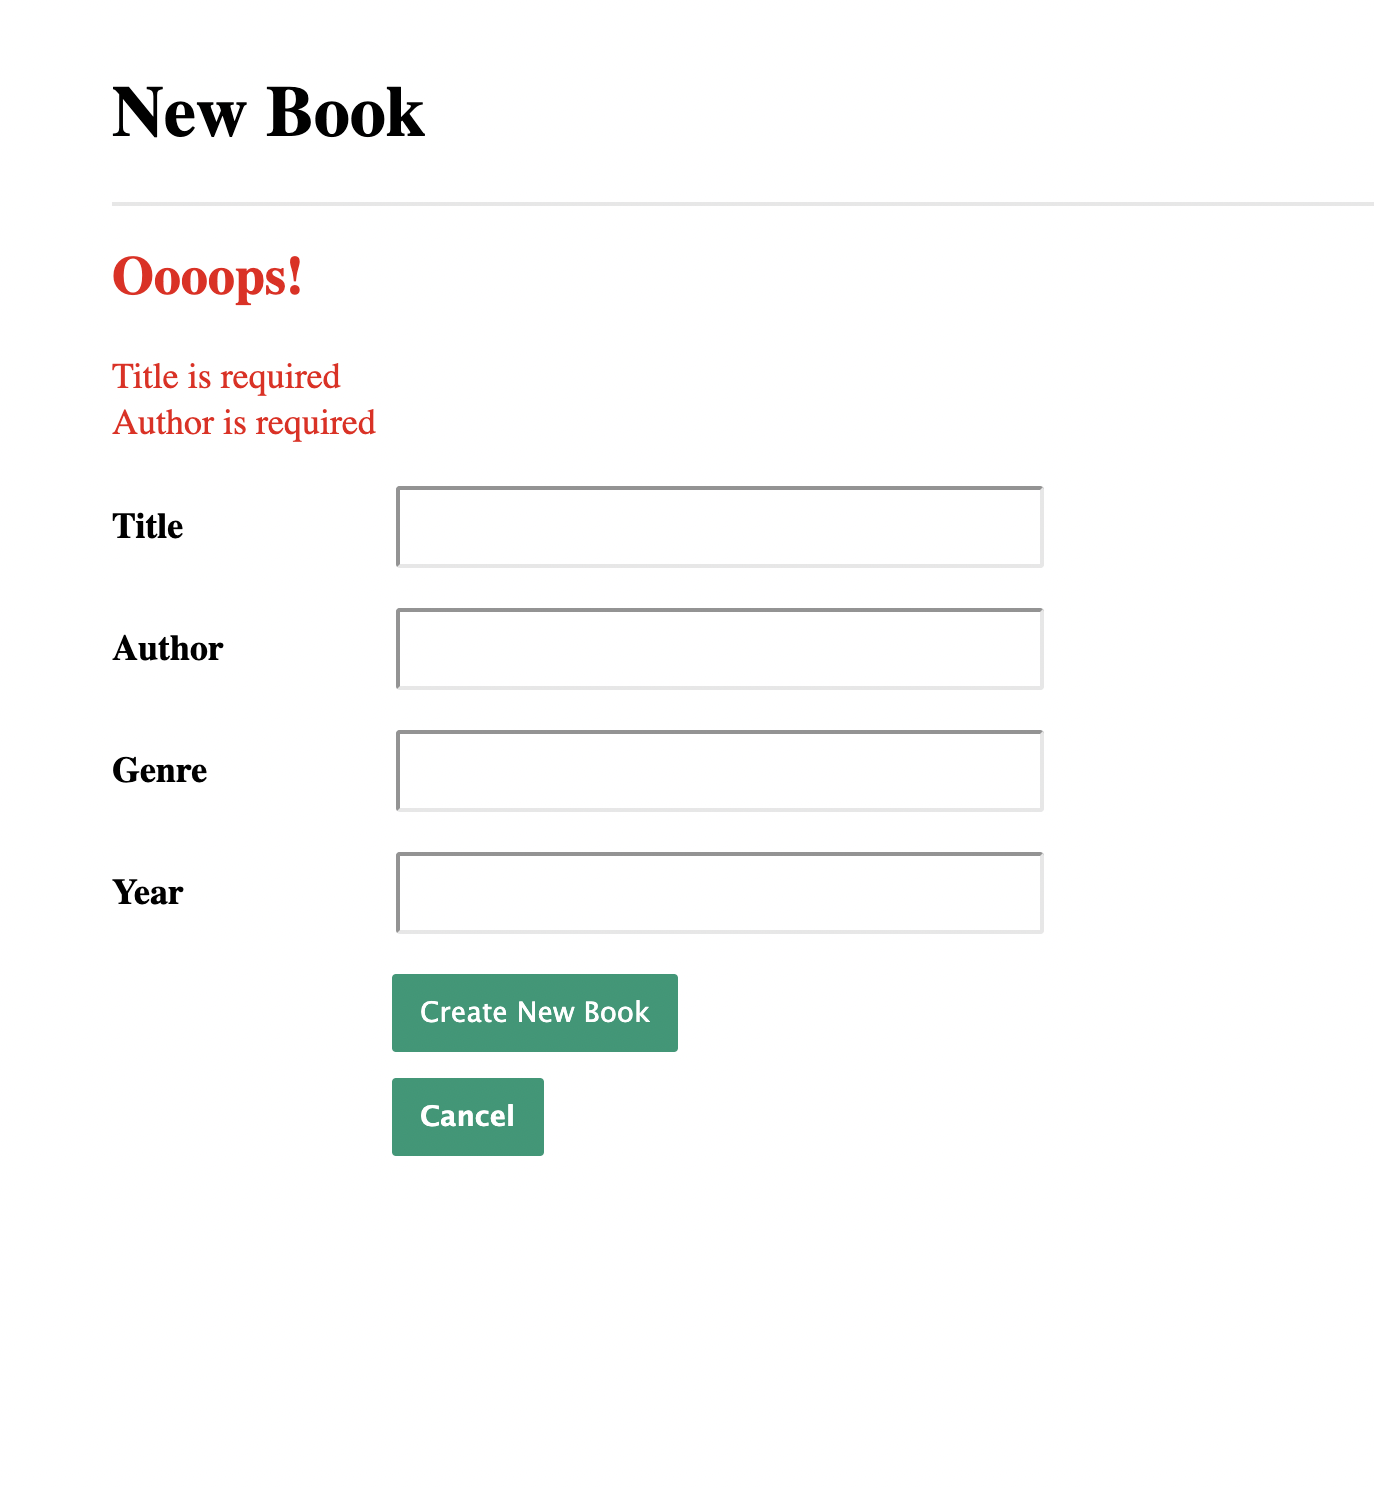 New Book
Oooops!
Title is required
Author is required
Title
Author
Genre
Year
Create New Book
Cancel